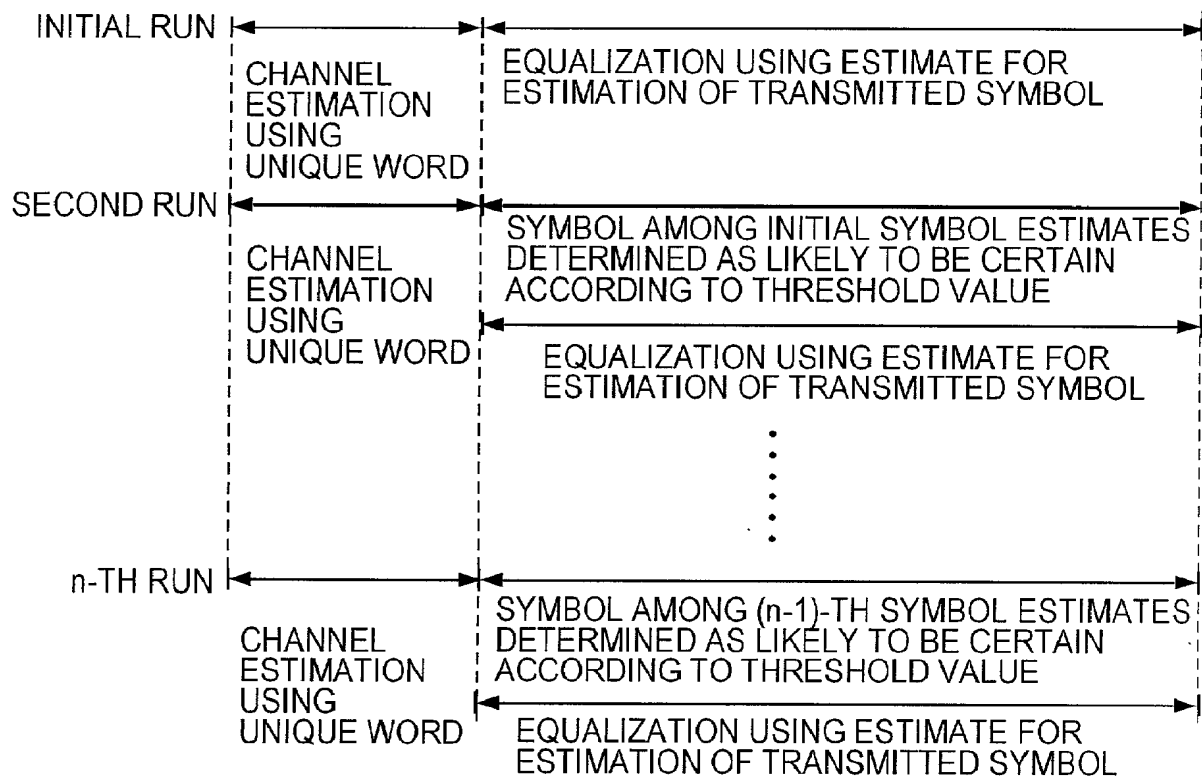 INITIAL RUN
CHANNEL
ESTIMATION
USING
UNIQUE WORD
EQUALIZATION USING ESTIMATE FOR
ESTIMATION OF TRANSMITTED SYMBOL
SECOND RUN
CHANNEL
ESTIMATION
USING
UNIQUE WORD
SYMBOL AMONG INITIAL SYMBOL ESTIMATES
DETERMINED AS LIKELY TO BE CERTAIN
ACCORDING TO THRESHOLD VALUE
EQUALIZATION USING ESTIMATE FOR
ESTIMATION OF TRANSMITTED SYMBOL
n-TH RUN
CHANNEL
ESTIMATION
USING
UNIQUE WORD
SYMBOL AMONG (n-1)-TH SYMBOL ESTIMATES
DETERMINED AS LIKELY TO BE CERTAIN
ACCORDING TO THRESHOLD VALUE
EQUALIZATION USING ESTIMATE FOR
ESTIMATION OF TRANSMITTED SYMBOL